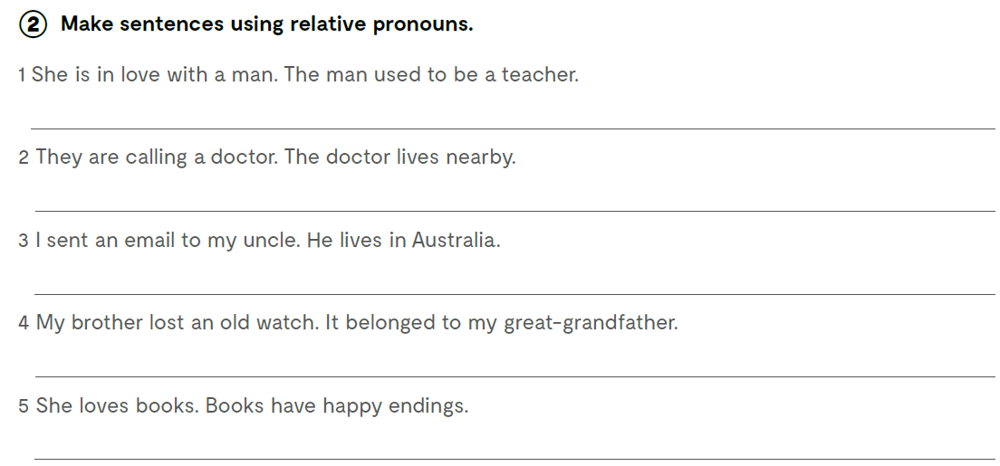 2 Make sentences using relative pronouns.
1 She is in love with a man. The man used to be a teacher.
2 They are calling a doctor. The doctor lives nearby.
3 I sent an email to my uncle. He lives in Australia.
4 My brother lost an old watch. It belonged to my great-grandfather.
5 She loves books. Books have happy endings.